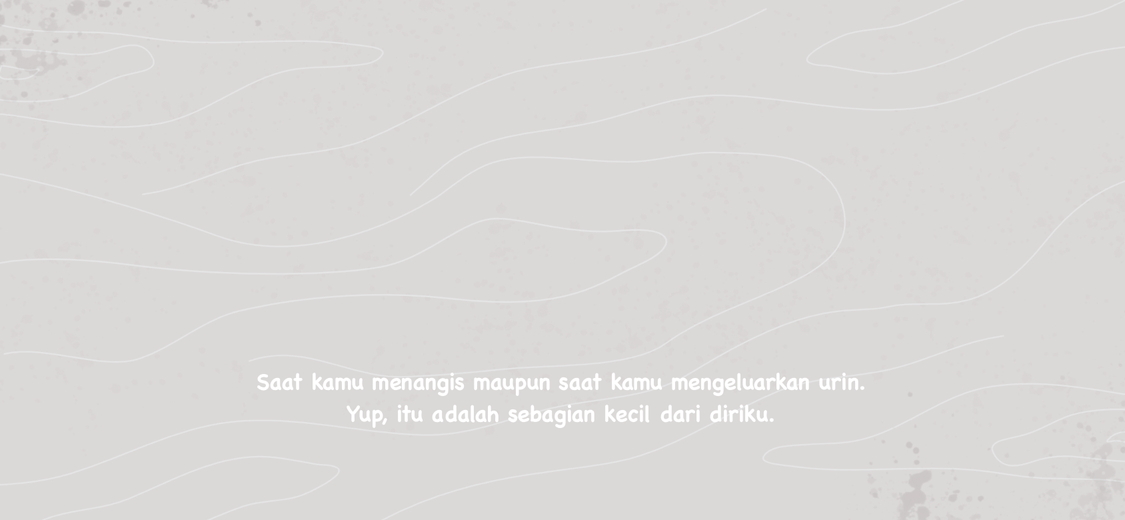 Saat kamu menangis maupun saat kamu mengeluarkan urin.
Yup, itu adalah sebagian kecil dari diriku.